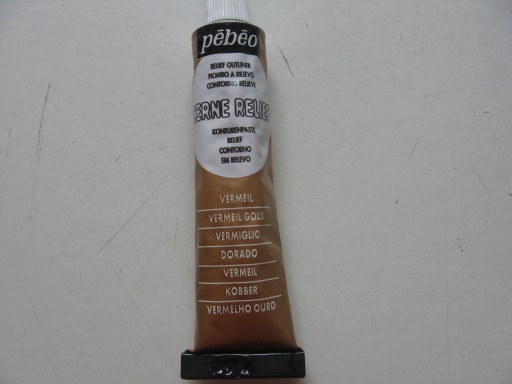 pēbēo
RELIEF OUTLINER
PIOMBO A RILIEVO
CONTORNO RELIEVE
CERNE RELIEF
KONTURENPASTE
RELIEF
CONTORNO
EM RELEVO
VERMEIL
VERMEIL GOLD
VERMIGLIO
DORADO
VERMEIL
KOBBER
VERMELHO OURO